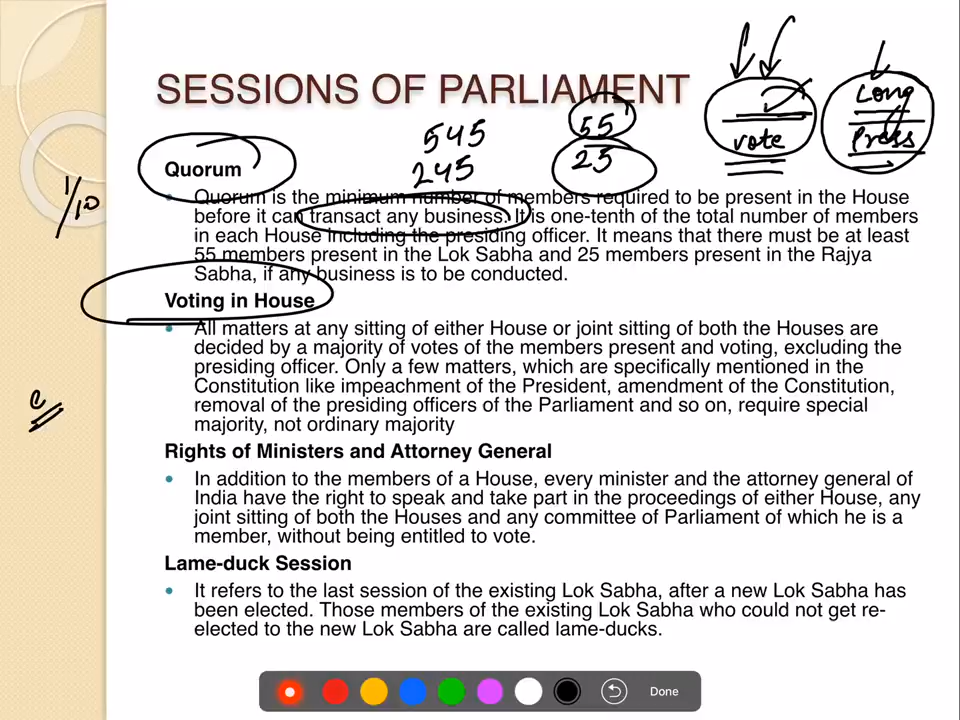 SESSIONS OF PARLIAMENT
vote
Long
Press
545
55
245
25
1/10
Quorum
Quorum is the minimum number of members required to be present in the House
before it can transact any business. It is one-tenth of the total number of members
in each House including the presiding officer. It means that there must be at least
55 members present in the Lok Sabha and 25 members present in the Rajya
Sabha, if any business is to be conducted.
Voting in House
All matters at any sitting of either House or joint sitting of both the Houses are
decided by a majority of votes of the members present and voting, excluding the
presiding officer. Only a few matters, which are specifically mentioned in the
Constitution like impeachment of the President, amendment of the Constitution,
removal of the presiding officers of the Parliament and so on, require special
majority, not ordinary majority
Rights of Ministers and Attorney General
In addition to the members of a House, every minister and the attorney general of
India have the right to speak and take part in the proceedings of either House, any
joint sitting of both the Houses and any committee of Parliament of which he is a
member, without being entitled to vote.
Lame-duck Session
It refers to the last session of the existing Lok Sabha, after a new Lok Sabha has
been elected. Those members of the existing Lok Sabha who could not get re-
elected to the new Lok Sabha are called lame-ducks.
Done